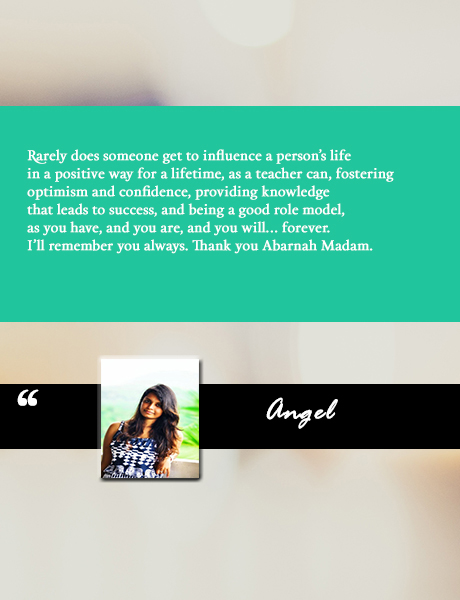 Rarely does someone get to influence a person's life
in a positive way for a lifetime, as a teacher can, fostering
optimism and confidence, providing knowledge
that leads to success, and being a good role model,
as you have, and you are, and you will... forever.
I'll remember you always. Thank you Abarnah Madam.
“
Angel